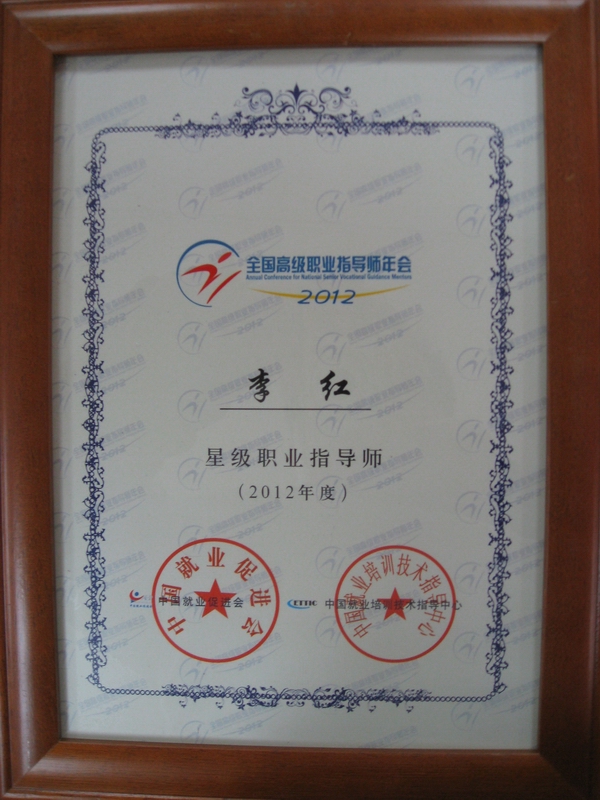 全国高级职业指导师年会
Annual Conference for National Senior Vocational Guidance Mentors
2012
李 红
星级职业指导师
(2012年度)
中国就业促进会
中国就业促进会
CETTIC 中国就业培训技术指导中心
中国就业培训技术指导中心